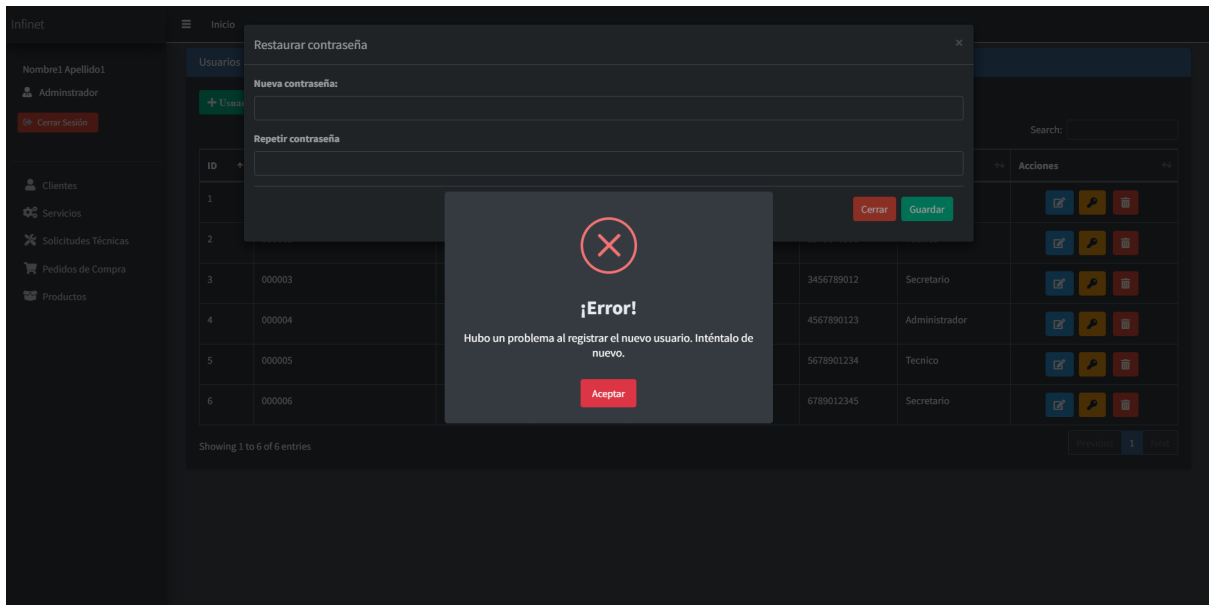 Infinet
Inicio
Nombre1 Apellido1
Adminstrador
Cerrar Sesión
Clientes
Servicios
Solicitudes Técnicas
Pedidos de Compra
Productos
Usuarios
Restaurar contraseña
×
Nueva contraseña:
Repetir contraseña
Cerrar
Guardar
Search:
ID
Acciones
1
2
3 000003 3456789012 Secretario
4 000004 4567890123 Administrador
5 000005 5678901234 Tecnico
6 000006 6789012345 Secretario
¡Error!
Hubo un problema al registrar el nuevo usuario. Inténtalo de
nuevo.
Aceptar
Showing 1 to 6 of 6 entries
Previous 1 Next